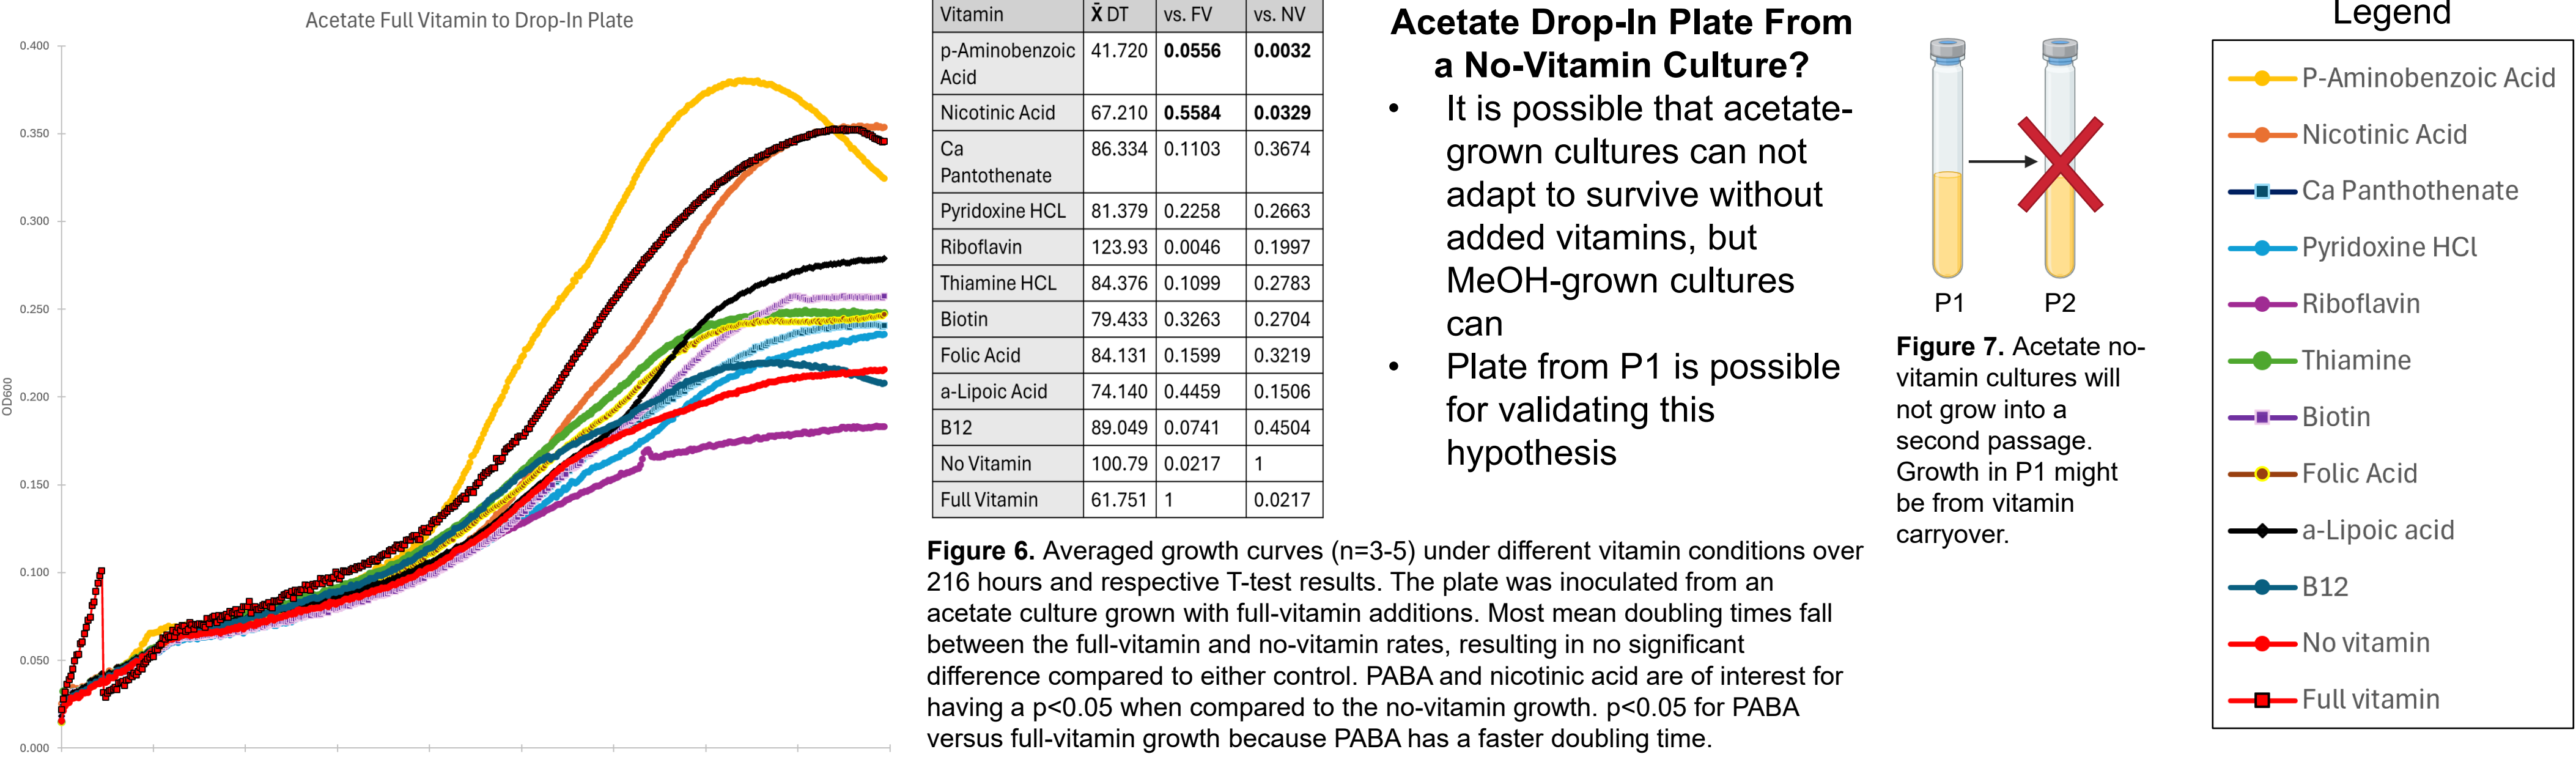 Acetate Full Vitamin to Drop-In Plate
0.400
0.350
0.300
0.250
0.200
0.150
0.100
0.050
0.000
OD600
Vitamin X̄ DT vs. FV vs. NV
p-Aminobenzoic Acid 41.720 0.0556 0.0032
Nicotinic Acid 67.210 0.5584 0.0329
Ca Pantothenate 86.334 0.1103 0.3674
Pyridoxine HCL 81.379 0.2258 0.2663
Riboflavin 123.93 0.0046 0.1997
Thiamine HCL 84.376 0.1099 0.2783
Biotin 79.433 0.3263 0.2704
Folic Acid 84.131 0.1599 0.3219
a-Lipoic Acid 74.140 0.4459 0.1506
B12 89.049 0.0741 0.4504
No Vitamin 100.79 0.0217 1
Full Vitamin 61.751 1 0.0217
Figure 6. Averaged growth curves (n=3-5) under different vitamin conditions over
216 hours and respective T-test results. The plate was inoculated from an
acetate culture grown with full-vitamin additions. Most mean doubling times fall
between the full-vitamin and no-vitamin rates, resulting in no significant
difference compared to either control. PABA and nicotinic acid are of interest for
having a p<0.05 when compared to the no-vitamin growth. p<0.05 for PABA
versus full-vitamin growth because PABA has a faster doubling time.
Acetate Drop-In Plate From
a No-Vitamin Culture?
• It is possible that acetate-
grown cultures can not
adapt to survive without
added vitamins, but
MeOH-grown cultures
can
• Plate from P1 is possible
for validating this
hypothesis
P1 P2
Figure 7. Acetate no-
vitamin cultures will
not grow into a
second passage.
Growth in P1 might
be from vitamin
carryover.
Legend
P-Aminobenzoic Acid
Nicotinic Acid
Ca Panthothenate
Pyridoxine HCl
Riboflavin
Thiamine
Biotin
Folic Acid
a-Lipoic acid
B12
No vitamin
Full vitamin